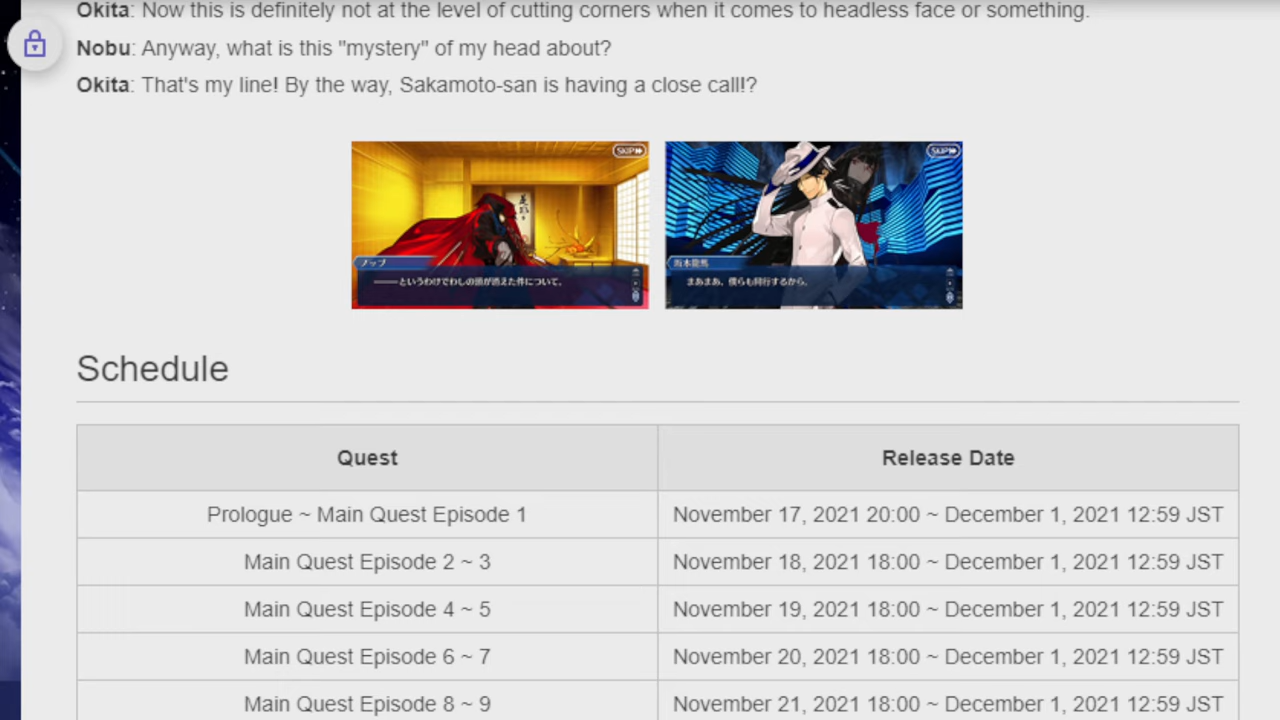 Okita: Now this is definitely not at the level of cutting corners when it comes to headless face or something.
Nobu: Anyway, what is this "mystery" of my head about?
Okita: That's my line! By the way, Sakamoto-san is having a close call!?
SKIP
ノッブ
───というわけでわしの頭が消えた件について。
SKIP
坂本龍馬
まあまあ、僕らも同行するから。
Schedule
Quest Release Date
Prologue ~ Main Quest Episode 1 November 17, 2021 20:00 ~ December 1, 2021 12:59 JST
Main Quest Episode 2 ~ 3 November 18, 2021 18:00 ~ December 1, 2021 12:59 JST
Main Quest Episode 4 ~ 5 November 19, 2021 18:00 ~ December 1, 2021 12:59 JST
Main Quest Episode 6 ~ 7 November 20, 2021 18:00 ~ December 1, 2021 12:59 JST
Main Quest Episode 8 ~ 9 November 21, 2021 18:00 ~ December 1, 2021 12:59 JST